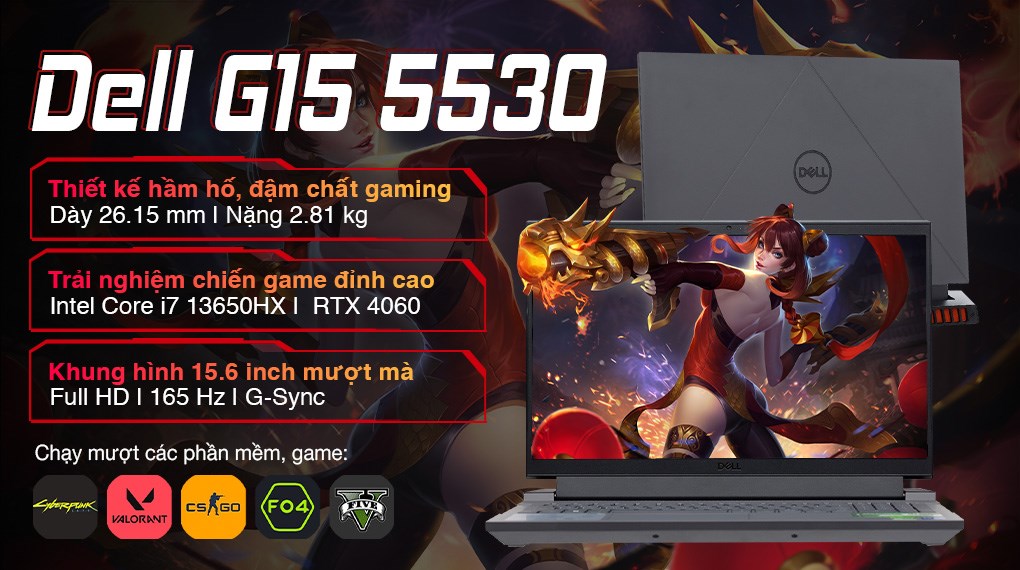 Dell G15 5530
Thiết kế hầm hố, đậm chất gaming
Dày 26.15 mm | Nặng 2.81 kg
Trải nghiệm chiến game đỉnh cao
Intel Core i7 13650HX | RTX 4060
Khung hình 15.6 inch mượt mà
Full HD | 165 Hz | G-Sync
Chạy mượt các phần mềm, game:
Cyberpunk
VALORANT
CS GO
FO4
V
FIVE
DELL
DELL